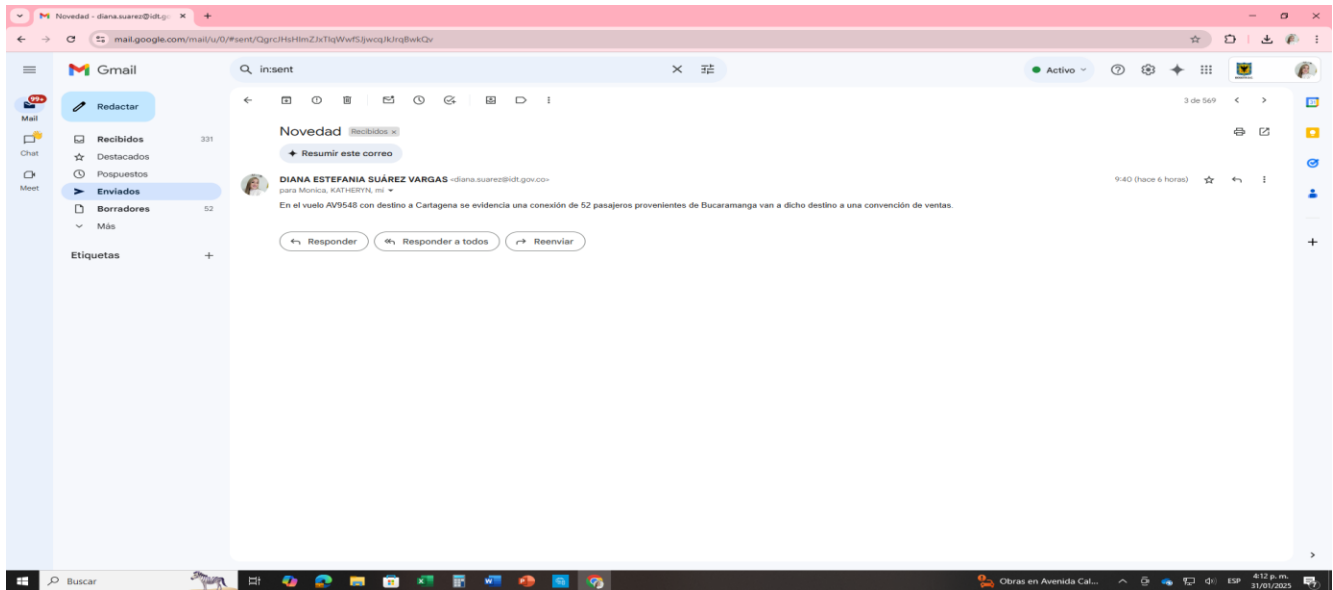 Novedad - diana.suarez@idt.go
mail.google.com/mail/u/0/#sent/QgrcJHsHlmZJxTlqWwfSJjwcqJkJrqBwkQv
Gmail
in:sent
Activo
99+
Mail
Redactar
3 de 569
Chat
Meet
Recibidos 331
Destacados
Pospuestos
Enviados
Borradores 52
Más
Etiquetas
Novedad Recibidos x
Resumir este correo
DIANA ESTEFANIA SUÁREZ VARGAS <diana.suarez@idt.gov.co>
9:40 (hace 6 horas)
para Monica, KATHERYN, mí
En el vuelo AV9548 con destino a Cartagena se evidencia una conexión de 52 pasajeros provenientes de Bucaramanga van a dicho destino a una convención de ventas.
Responder Responder a todos Reenviar
Buscar
Obras en Avenida Cal...
ESP
4:12 p. m.
31/01/2025